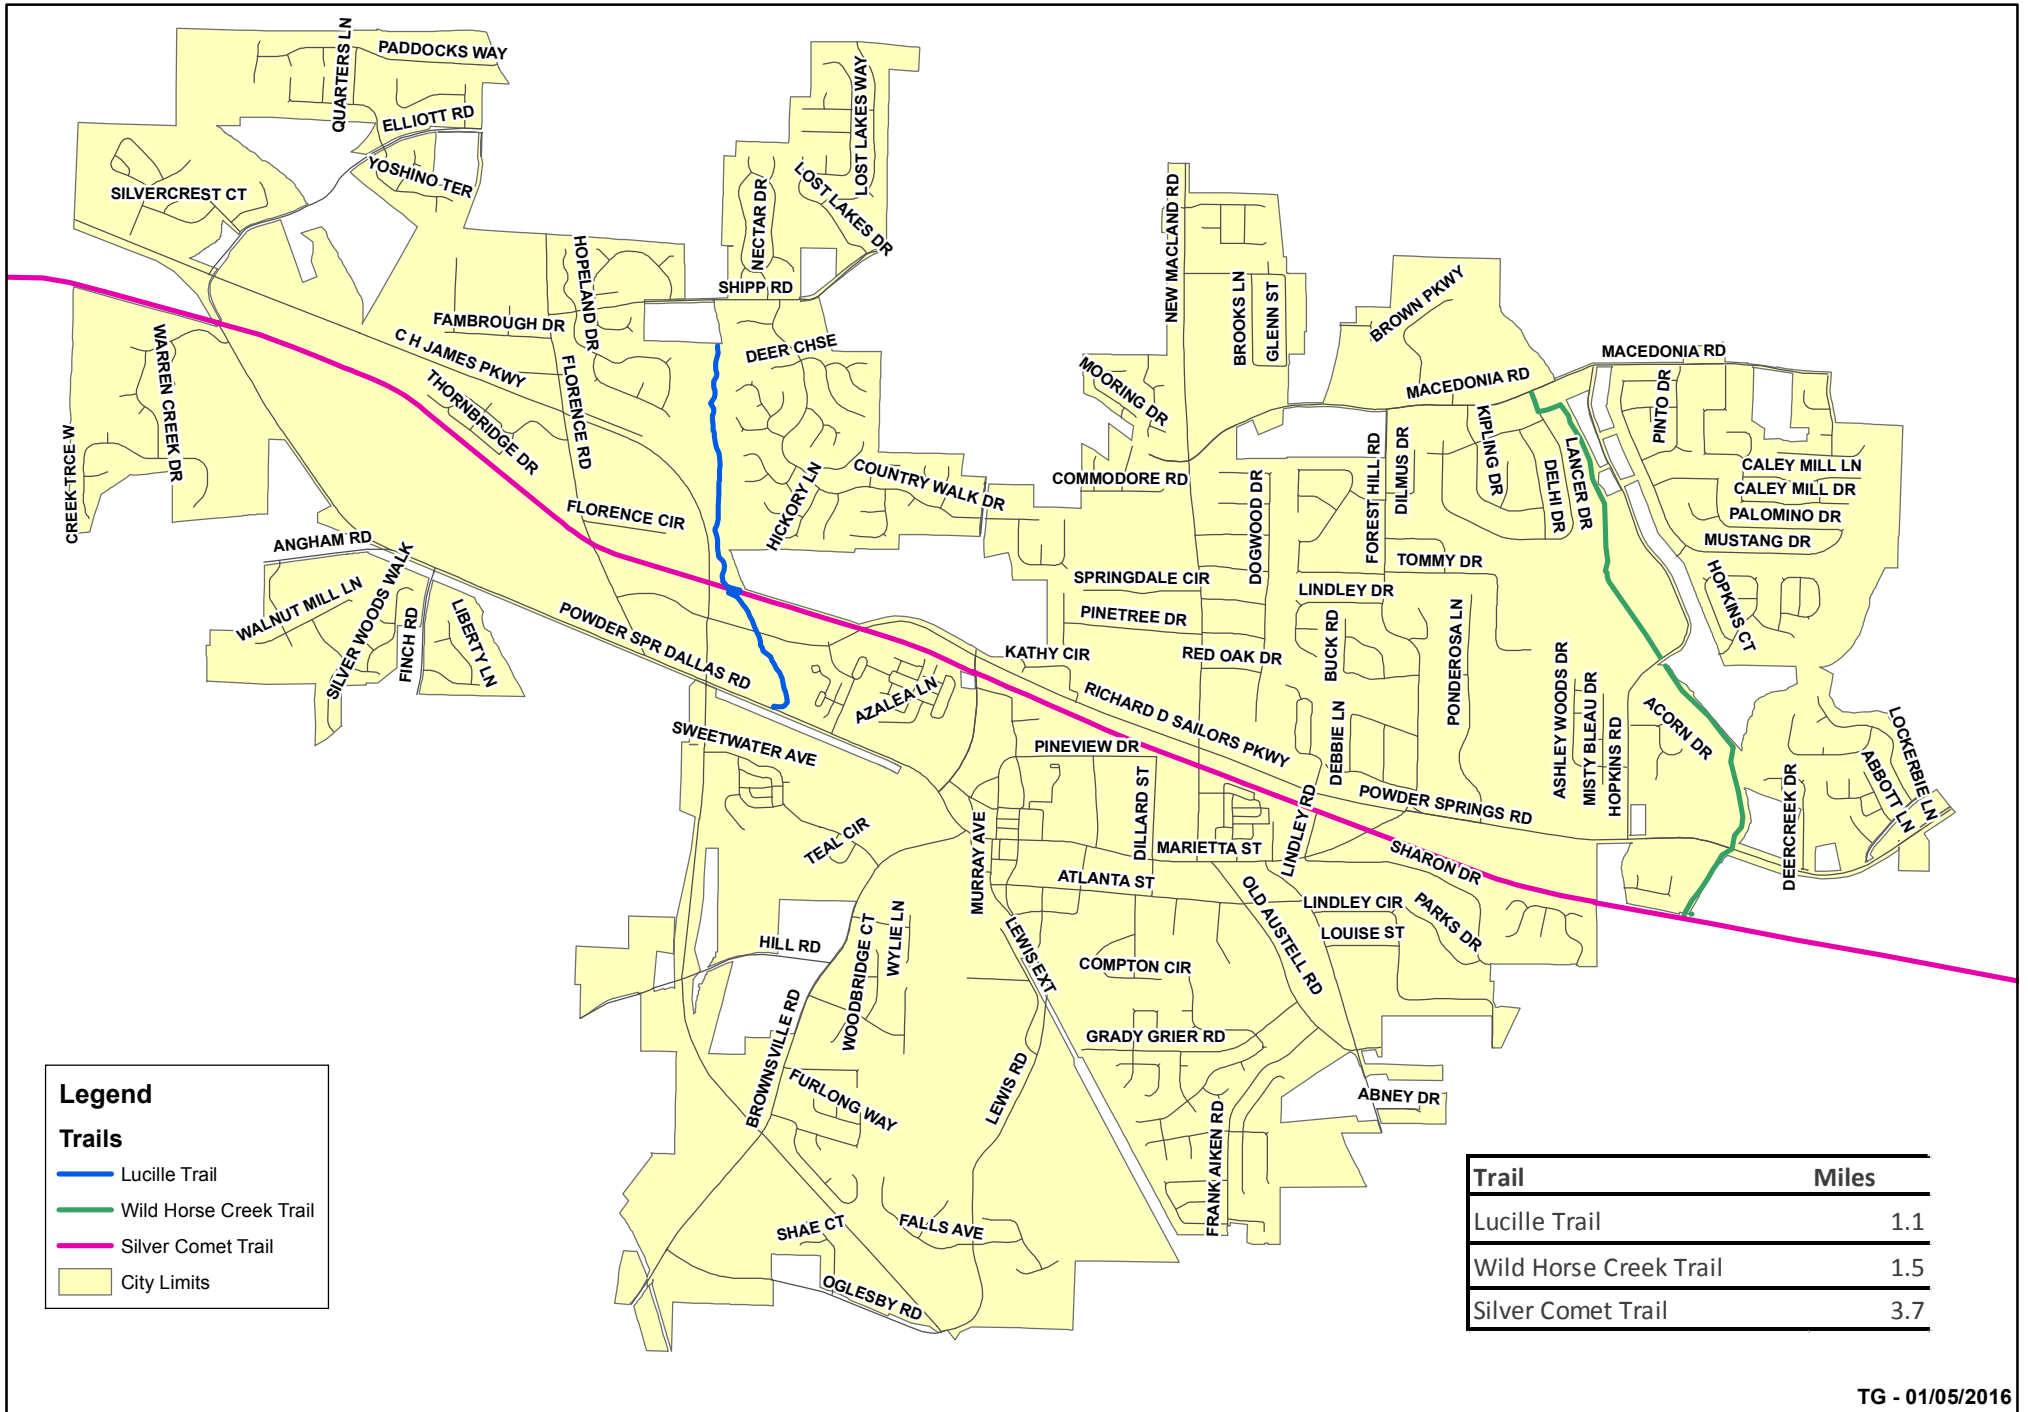 QUARTERS LN
PADDOCKS WAY
ELLIOTT RD
YOSHINO TER
SILVERCREST CT
LOST LAKES WAY
LOST LAKES DR
NECTAR DR
SHIPP RD
HOPELAND DR
FAMBROUGH DR
C H JAMES PKWY
THORNBRIDGE DR
FLORENCE RD
FLORENCE CIR
DEER CHSE
HICKORY LN
COUNTRY WALK DR
WARREN CREEK DR
CREEK TRCE W
ANGHAM RD
WALNUT MILL LN
SILVER WOODS WALK
FINCH RD
LIBERTY LN
POWDER SPR DALLAS RD
SWEETWATER AVE
AZALEA LN
NEW MACLAND RD
BROOKS LN
GLENN ST
BROWN PKWY
MACEDONIA RD
MACEDONIA RD
MOORING DR
COMMODORE RD
DOGWOOD DR
FOREST HILL RD
DILMUS DR
KIPLING DR
DELHI DR
LANCER DR
PINTO DR
CALEY MILL LN
CALEY MILL DR
PALOMINO DR
MUSTANG DR
HOPKINS CT
TOMMY DR
SPRINGDALE CIR
LINDLEY DR
PINETREE DR
KATHY CIR
RED OAK DR
BUCK RD
PONDEROSA LN
RICHARD D SAILORS PKWY
DEBBIE LN
ASHLEY WOODS DR
MISTY BLEAU DR
HOPKINS RD
ACORN DR
LOCKERBIE LN
ABBOTT LN
DEERCREEK DR
PINEVIEW DR
DILLARD ST
POWDER SPRINGS RD
LINDLEY RD
MARIETTA ST
SHARON DR
ATLANTA ST
MURRAY AVE
TEAL CIR
OLD AUSTELL RD
LINDLEY CIR
PARKS DR
LOUISE ST
LEWIS EXT
COMPTON CIR
HILL RD
WOODBRIDGE CT
WYLIE LN
BROWNSVILLE RD
GRADY GRIER RD
LEWIS RD
FURLONG WAY
ABNEY DR
FRANK AIKEN RD
SHAE CT
FALLS AVE
OGLESBY RD
Legend
Trails
Lucille Trail
Wild Horse Creek Trail
Silver Comet Trail
City Limits
Trail Miles
Lucille Trail 1.1
Wild Horse Creek Trail 1.5
Silver Comet Trail 3.7
TG - 01/05/2016